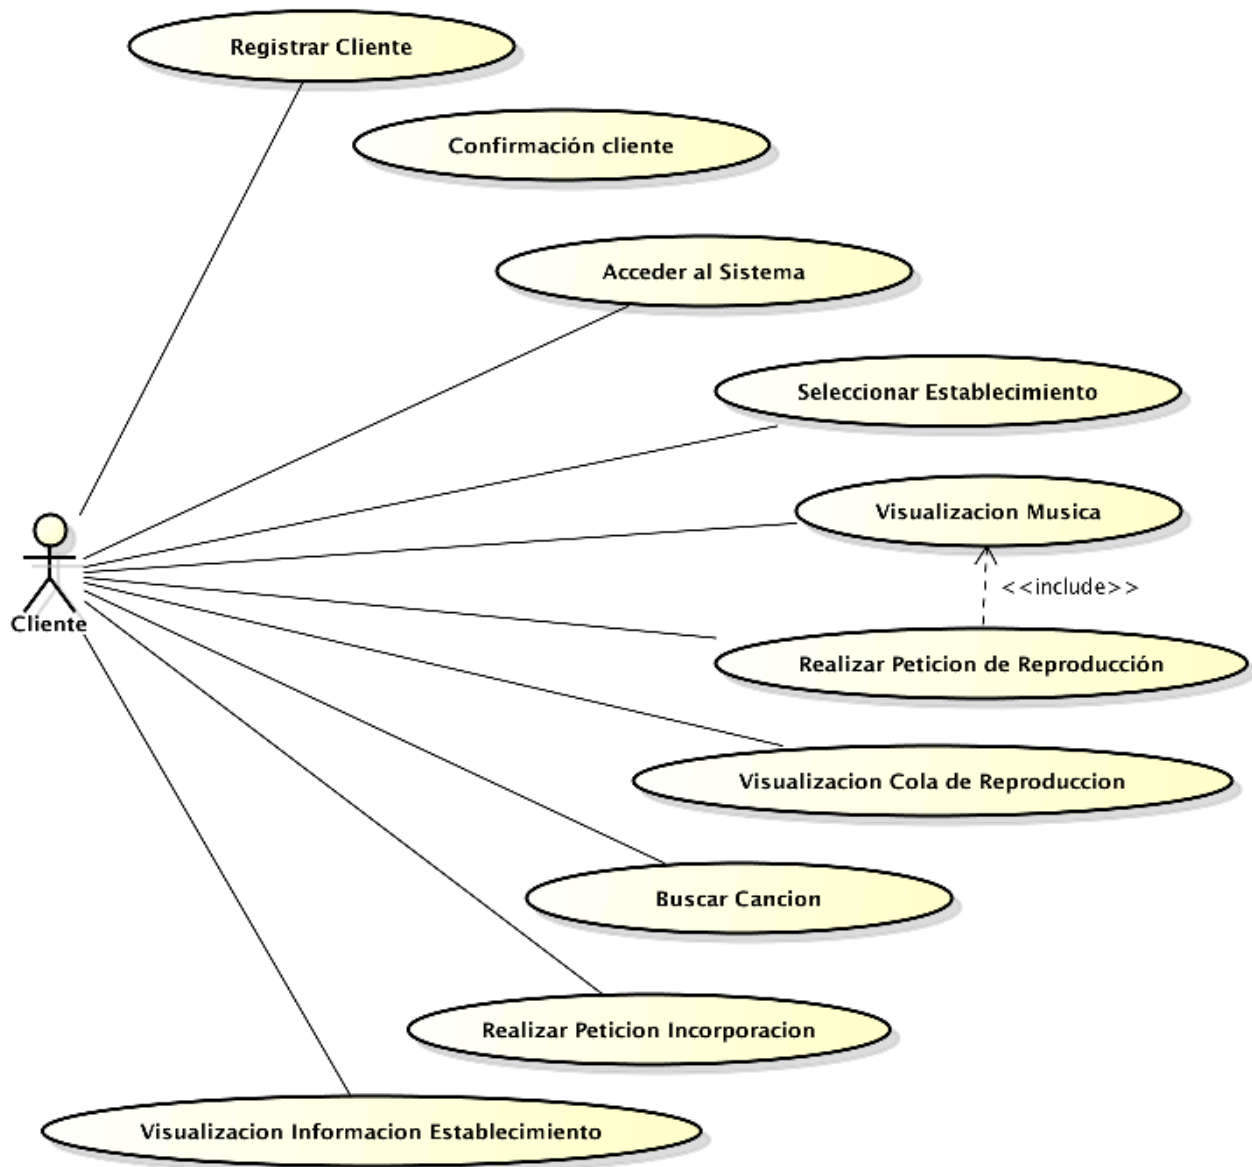 Registrar Cliente
Confirmación cliente
Acceder al Sistema
Seleccionar Establecimiento
Visualizacion Musica
<<include>>
Cliente
Realizar Peticion de Reproducción
Visualizacion Cola de Reproduccion
Buscar Cancion
Realizar Peticion Incorporacion
Visualizacion Informacion Establecimiento